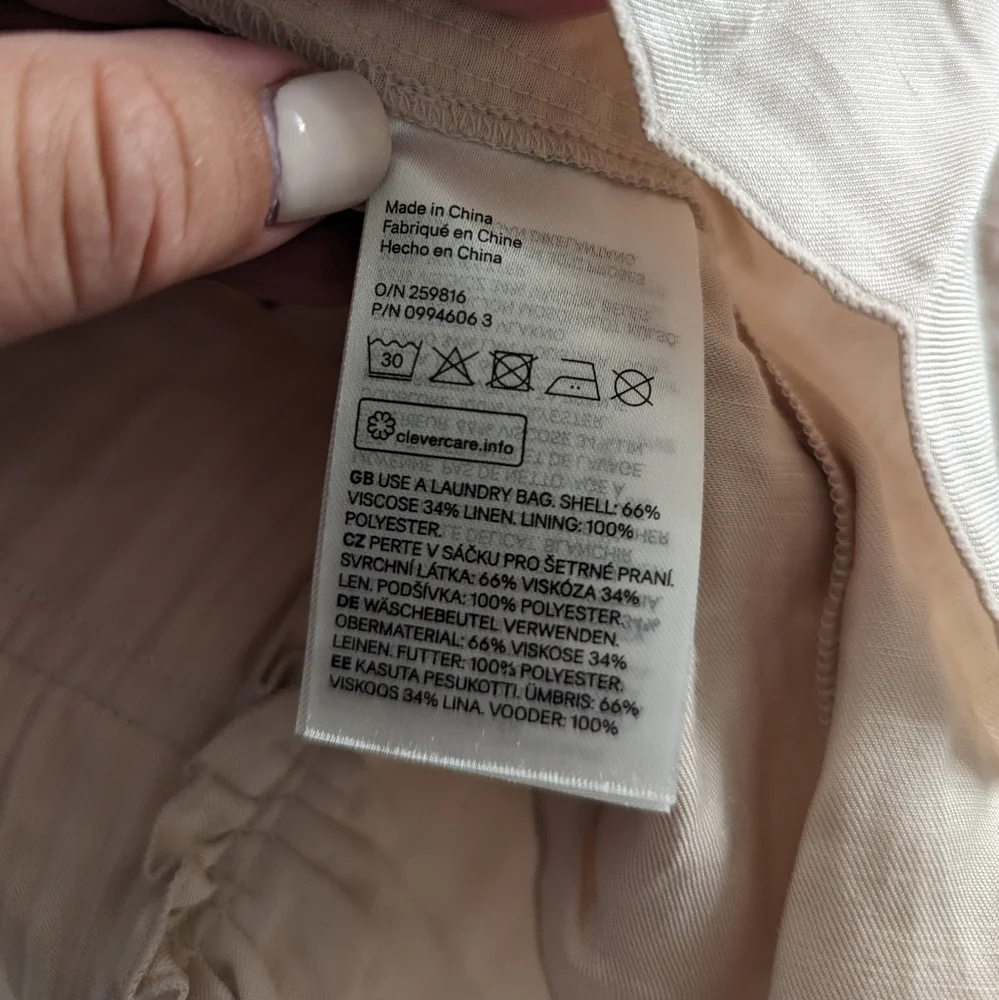 Made in China
Fabriqué en Chine
Hecho en China
O/N 259816
P/N 0994606 3
30
clevercare.info
GB USE A LAUNDRY BAG. SHELL: 66%
VISCOSE 34% LINEN. LINING: 100%
POLYESTER.
CZ PERTE V SÁČKU PRO ŠETRNÉ PRANÍ.
SVRCHNÍ LÁTKA: 66% VISKÓZA 34%
LEN. PODŠÍVKA: 100% POLYESTER.
DE WÄSCHEBEUTEL VERWENDEN.
OBERMATERIAL: 66% VISKOSE 34%
LEINEN. FUTTER: 100% POLYESTER.
EE KASUTA PESUKOTTI. ÜMBRIS: 66%
VISKOOS 34% LINA. VOODER: 100%